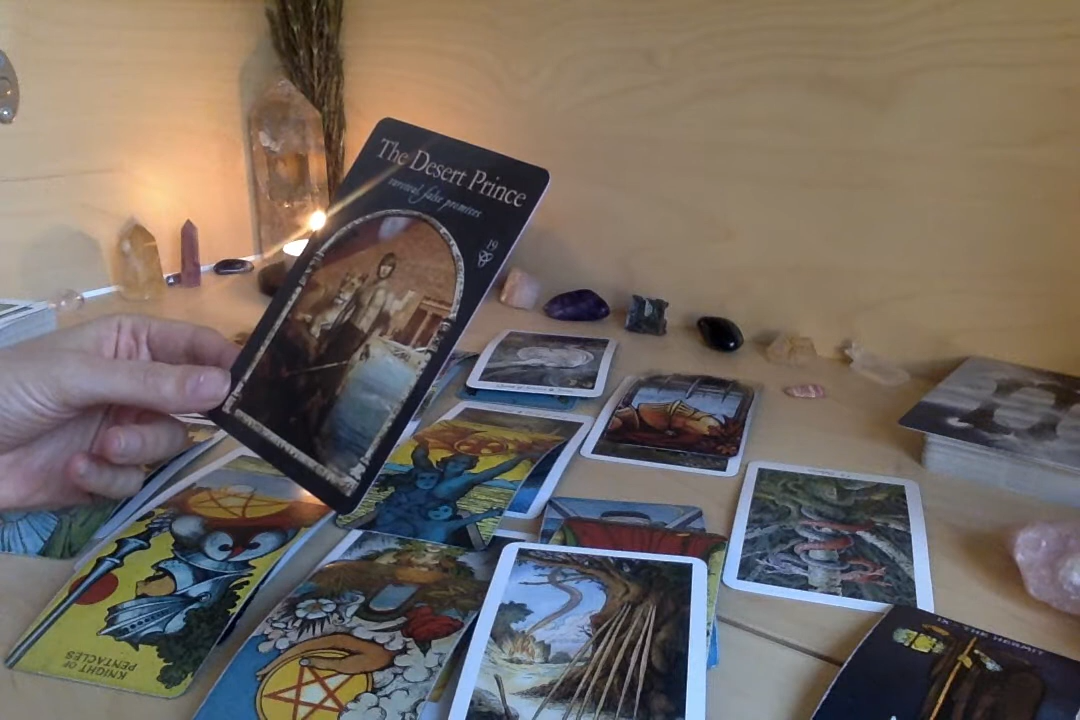 The Desert Prince
survival, false promises
19
KNIGHT OF
PENTACLES
IX • THE HERMIT